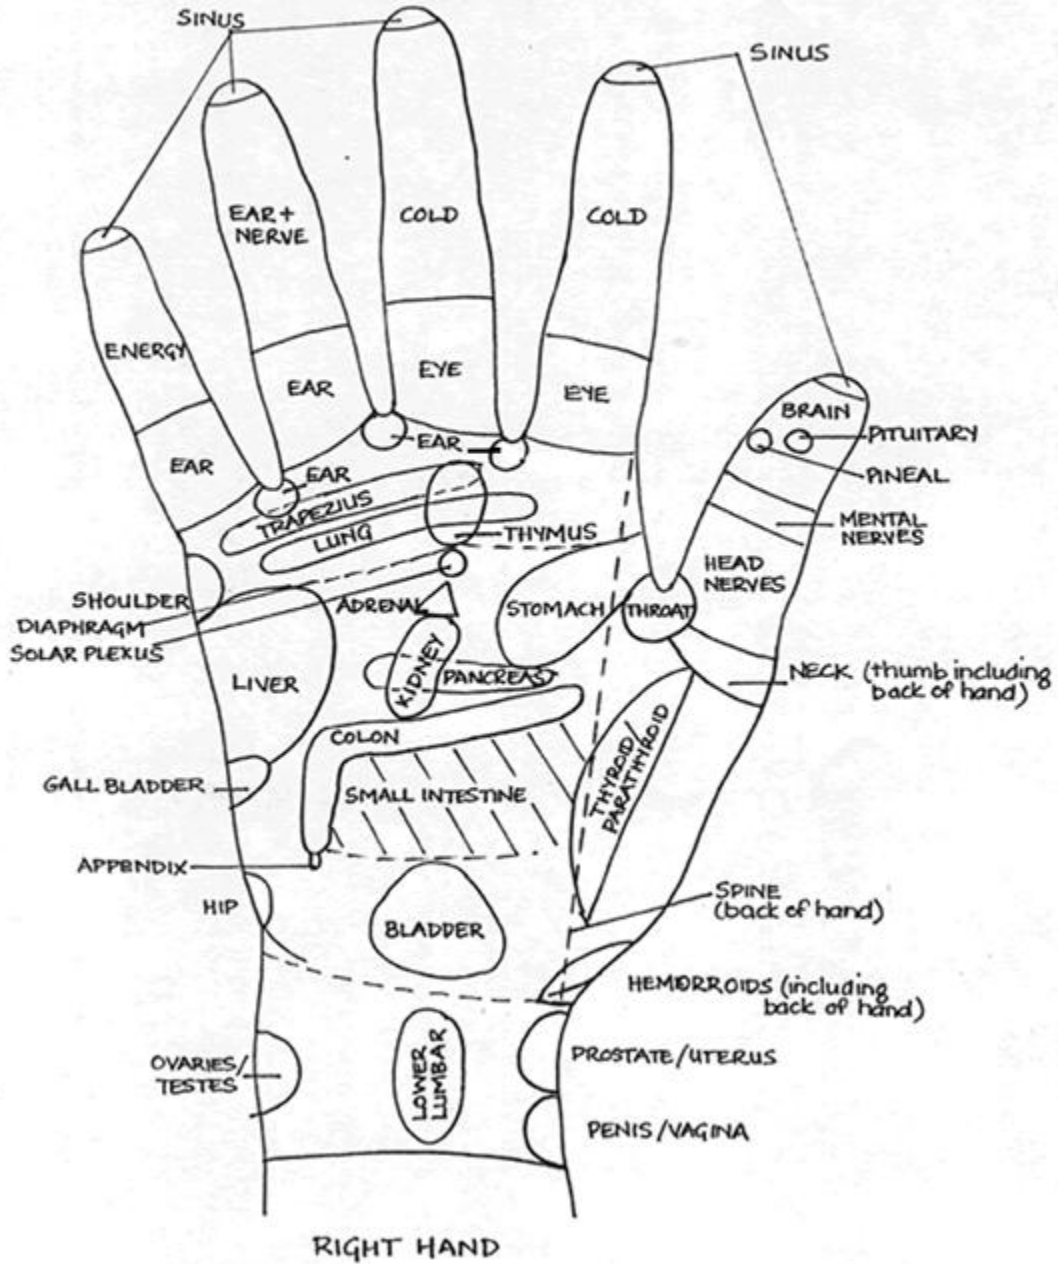 SINUS
SINUS
EAR +
NERVE
COLD
COLD
ENERGY
EAR
EYE
EYE
BRAIN
PITUITARY
EAR
EAR
EAR
PINEAL
TRAPEZIUS
LUNG
THYMUS
MENTAL
NERVES
HEAD
NERVES
SHOULDER
DIAPHRAGM
SOLAR PLEXUS
ADRENAL
STOMACH
THROAT
LIVER
KIDNEY
PANCREAS
NECK (thumb including
back of hand)
COLON
THYROID/
PARATHYROID
GALL BLADDER
SMALL INTESTINE
APPENDIX
HIP
BLADDER
SPINE
(back of hand)
HEMORROIDS (including
back of hand)
OVARIES/
TESTES
LOWER
LUMBAR
PROSTATE/UTERUS
PENIS/VAGINA
RIGHT HAND